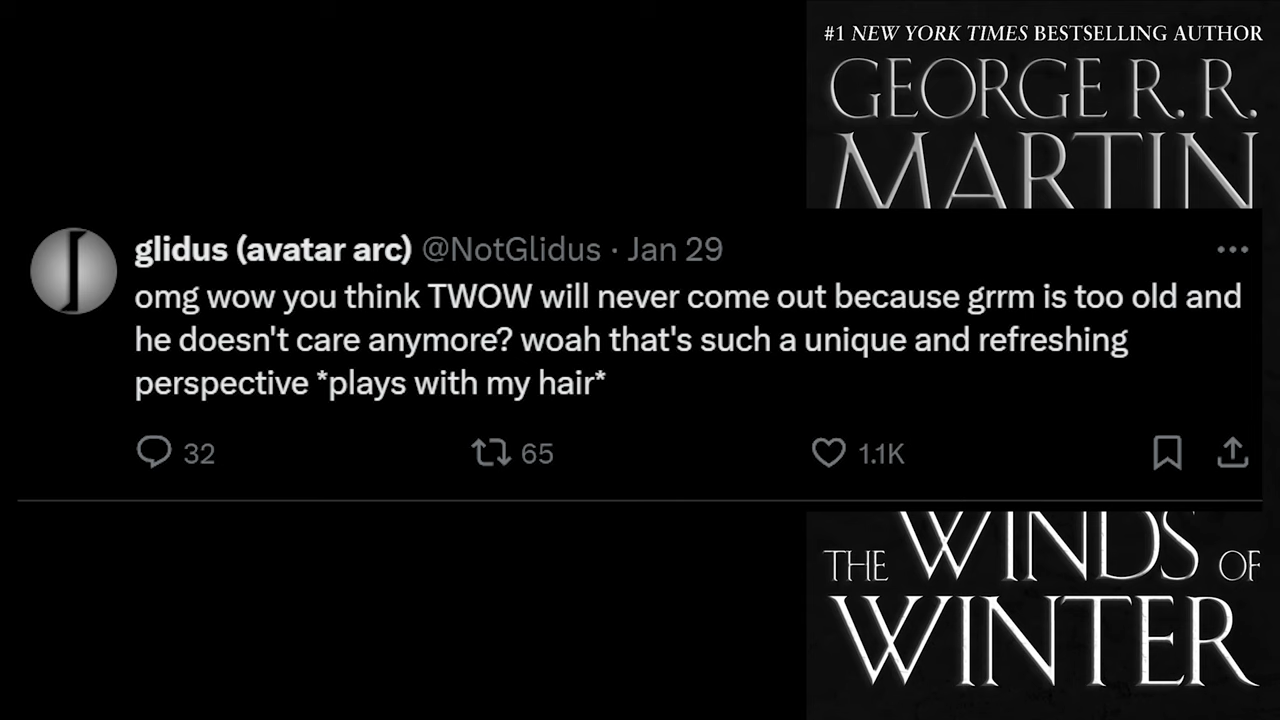 #1 NEW YORK TIMES BESTSELLING AUTHOR
GEORGE R. R.
MARTIN
glidus (avatar arc) @NotGlidus · Jan 29
omg wow you think TWOW will never come out because grrm is too old and
he doesn't care anymore? woah that's such a unique and refreshing
perspective *plays with my hair*
32 65 1.1K
THE WINDS OF
WINTER